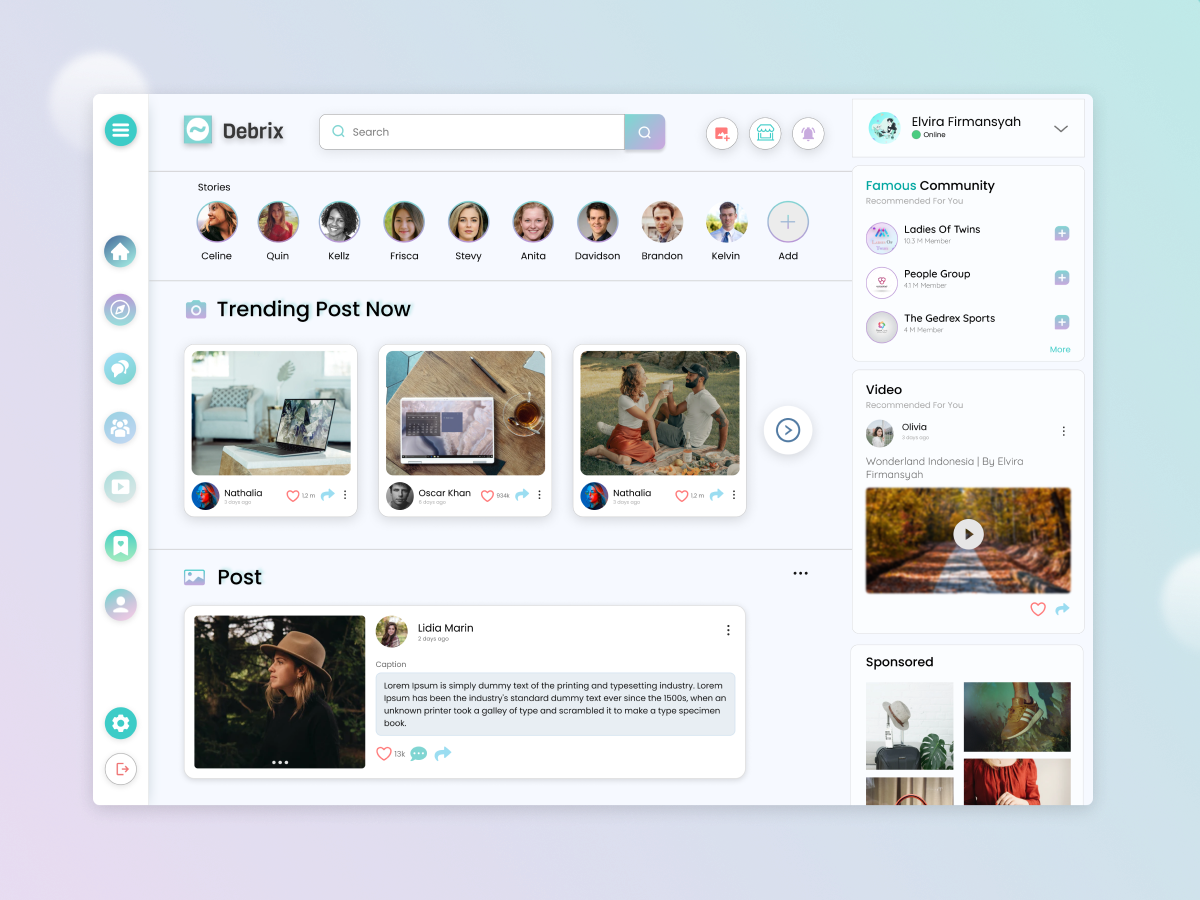 Debrix
Search
Elvira Firmansyah
Online
Stories
Celine
Quin
Kellz
Frisca
Stevy
Anita
Davidson
Brandon
Kelvin
Add
Famous Community
Recommended For You
Ladies Of Twins
10.3 M Member
People Group
4.1 M Member
The Gedrex Sports
4 M Member
More
Trending Post Now
Nathalia
3 days ago
1,2 m
Oscar Khan
6 days ago
934k
Nathalia
3 days ago
1,2 m
Video
Recommended For You
Olivia
3 days ago
Wonderland Indonesia | By Elvira
Firmansyah
Post
Lidia Marin
2 days ago
Caption
Lorem Ipsum is simply dummy text of the printing and typesetting industry. Lorem
Ipsum has been the industry's standard dummy text ever since the 1500s, when an
unknown printer took a galley of type and scrambled it to make a type specimen
book.
13k
Sponsored